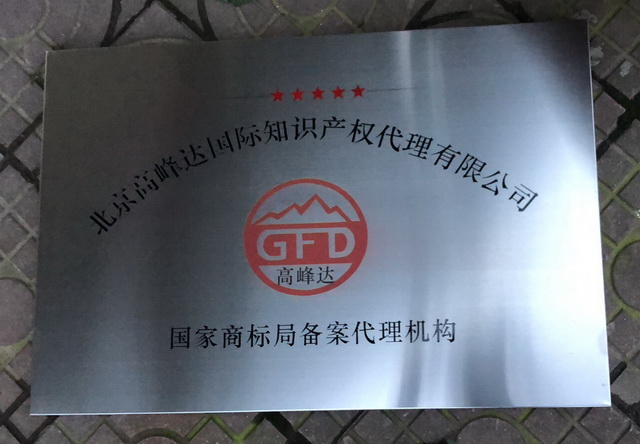 北京高峰达国际知识产权代理有限公司
GFD
高峰达
国家商标局备案代理机构